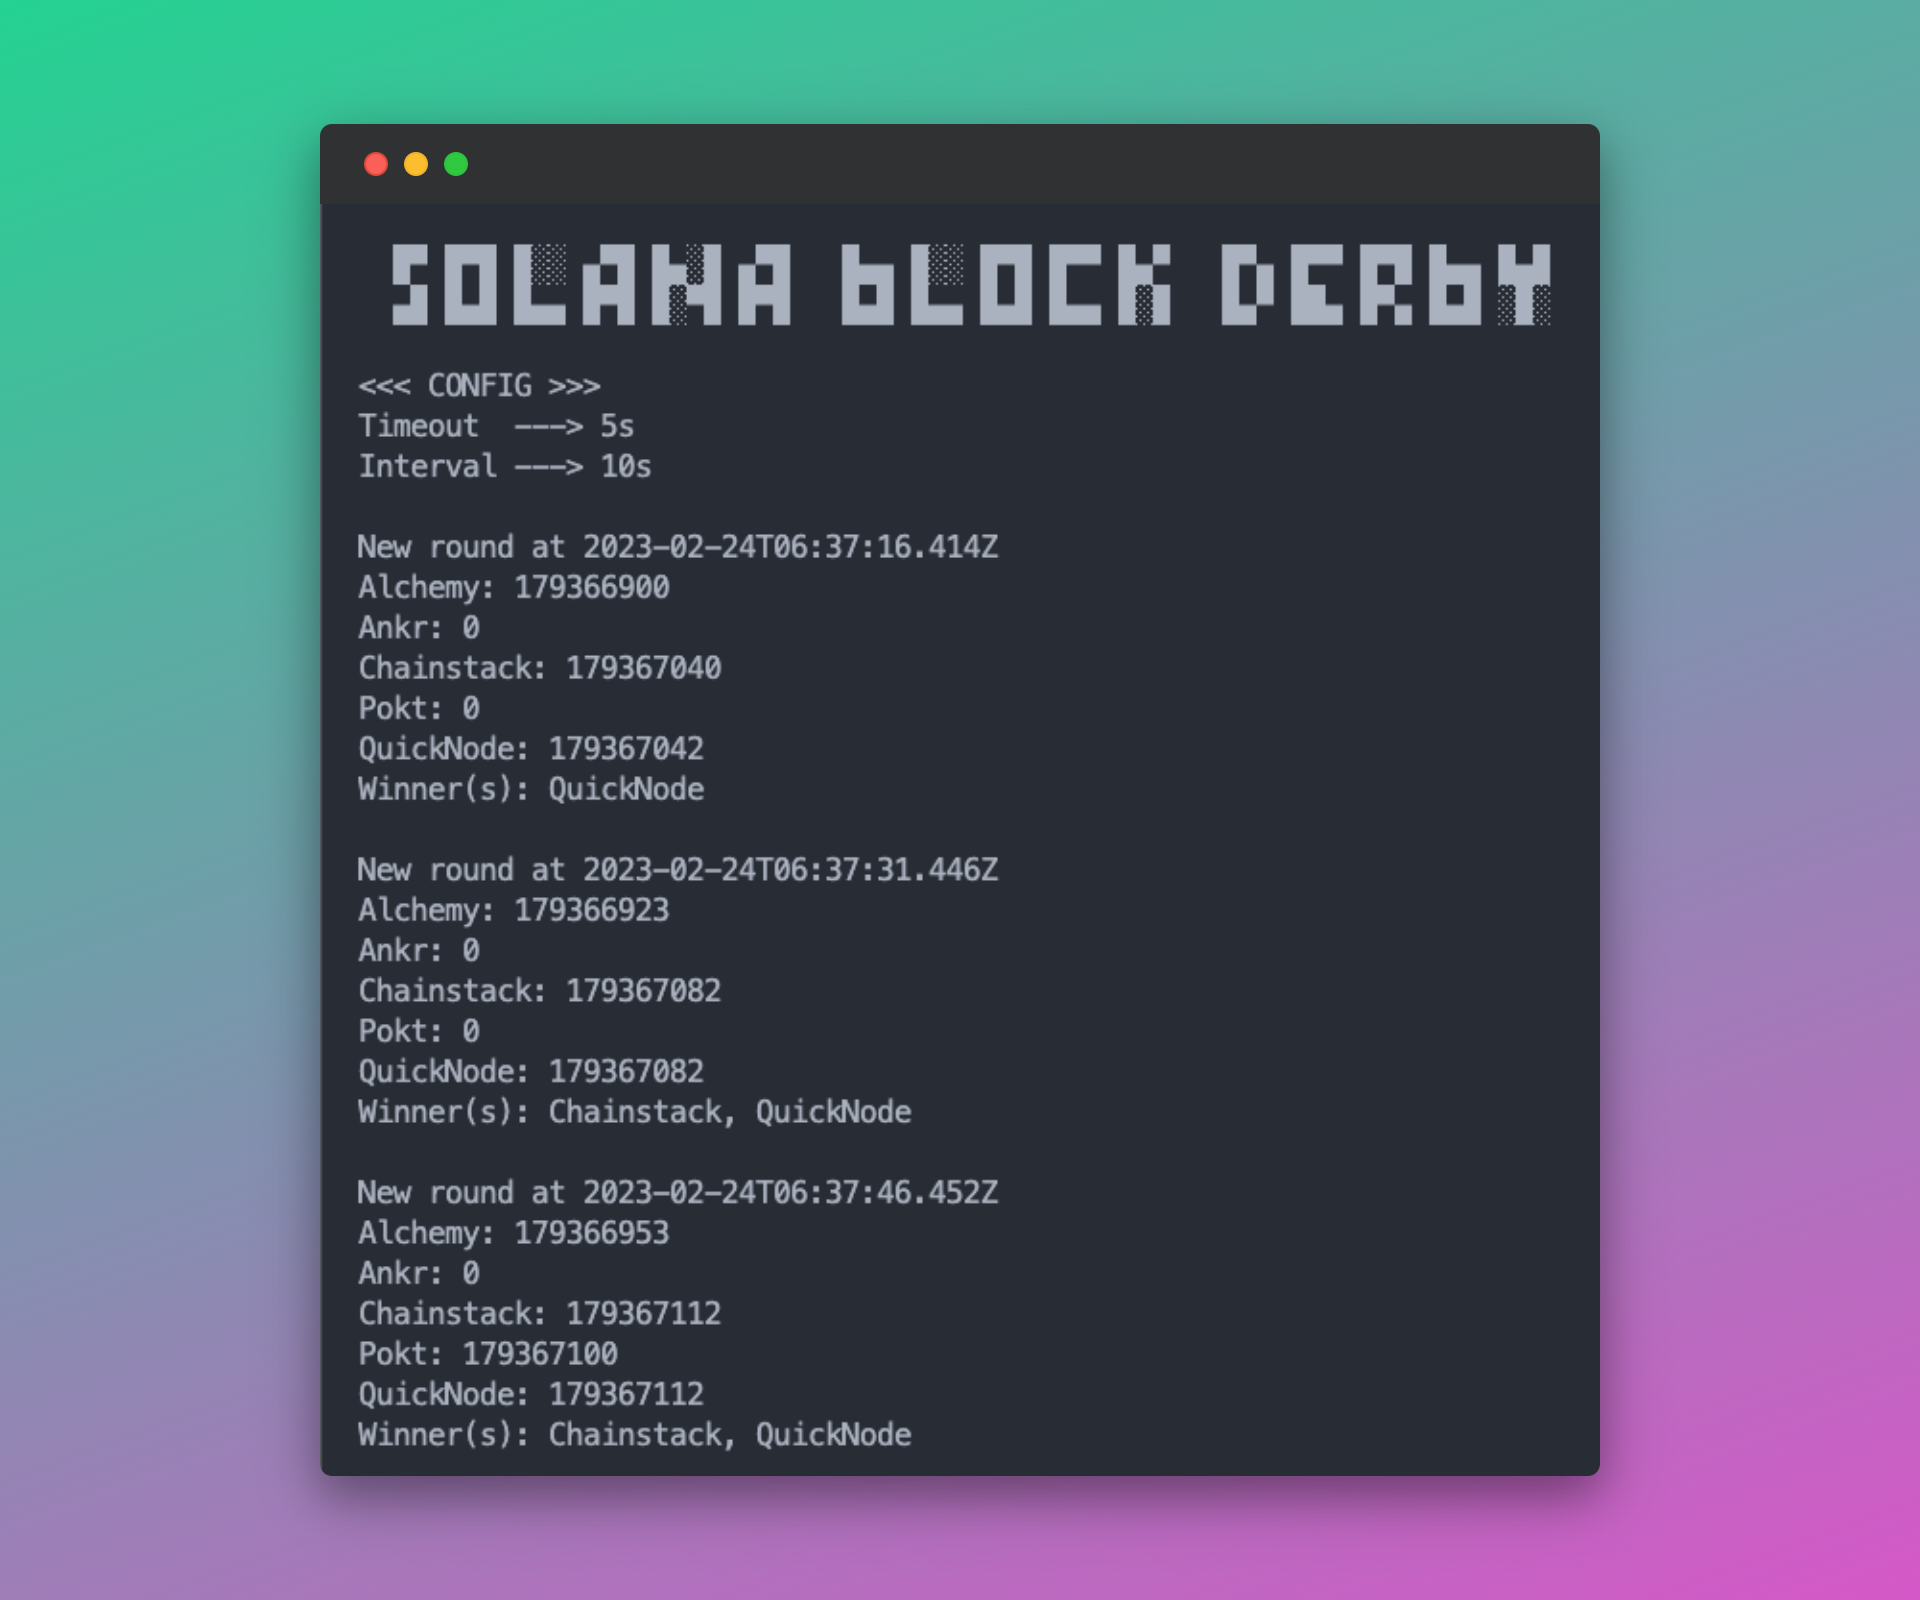 SOLANA bLOCK DERbY
<<< CONFIG >>>
Timeout  ---> 5s
Interval ---> 10s
New round at 2023-02-24T06:37:16.414Z
Alchemy: 179366900
Ankr: 0
Chainstack: 179367040
Pokt: 0
QuickNode: 179367042
Winner(s): QuickNode
New round at 2023-02-24T06:37:31.446Z
Alchemy: 179366923
Ankr: 0
Chainstack: 179367082
Pokt: 0
QuickNode: 179367082
Winner(s): Chainstack, QuickNode
New round at 2023-02-24T06:37:46.452Z
Alchemy: 179366953
Ankr: 0
Chainstack: 179367112
Pokt: 179367100
QuickNode: 179367112
Winner(s): Chainstack, QuickNode